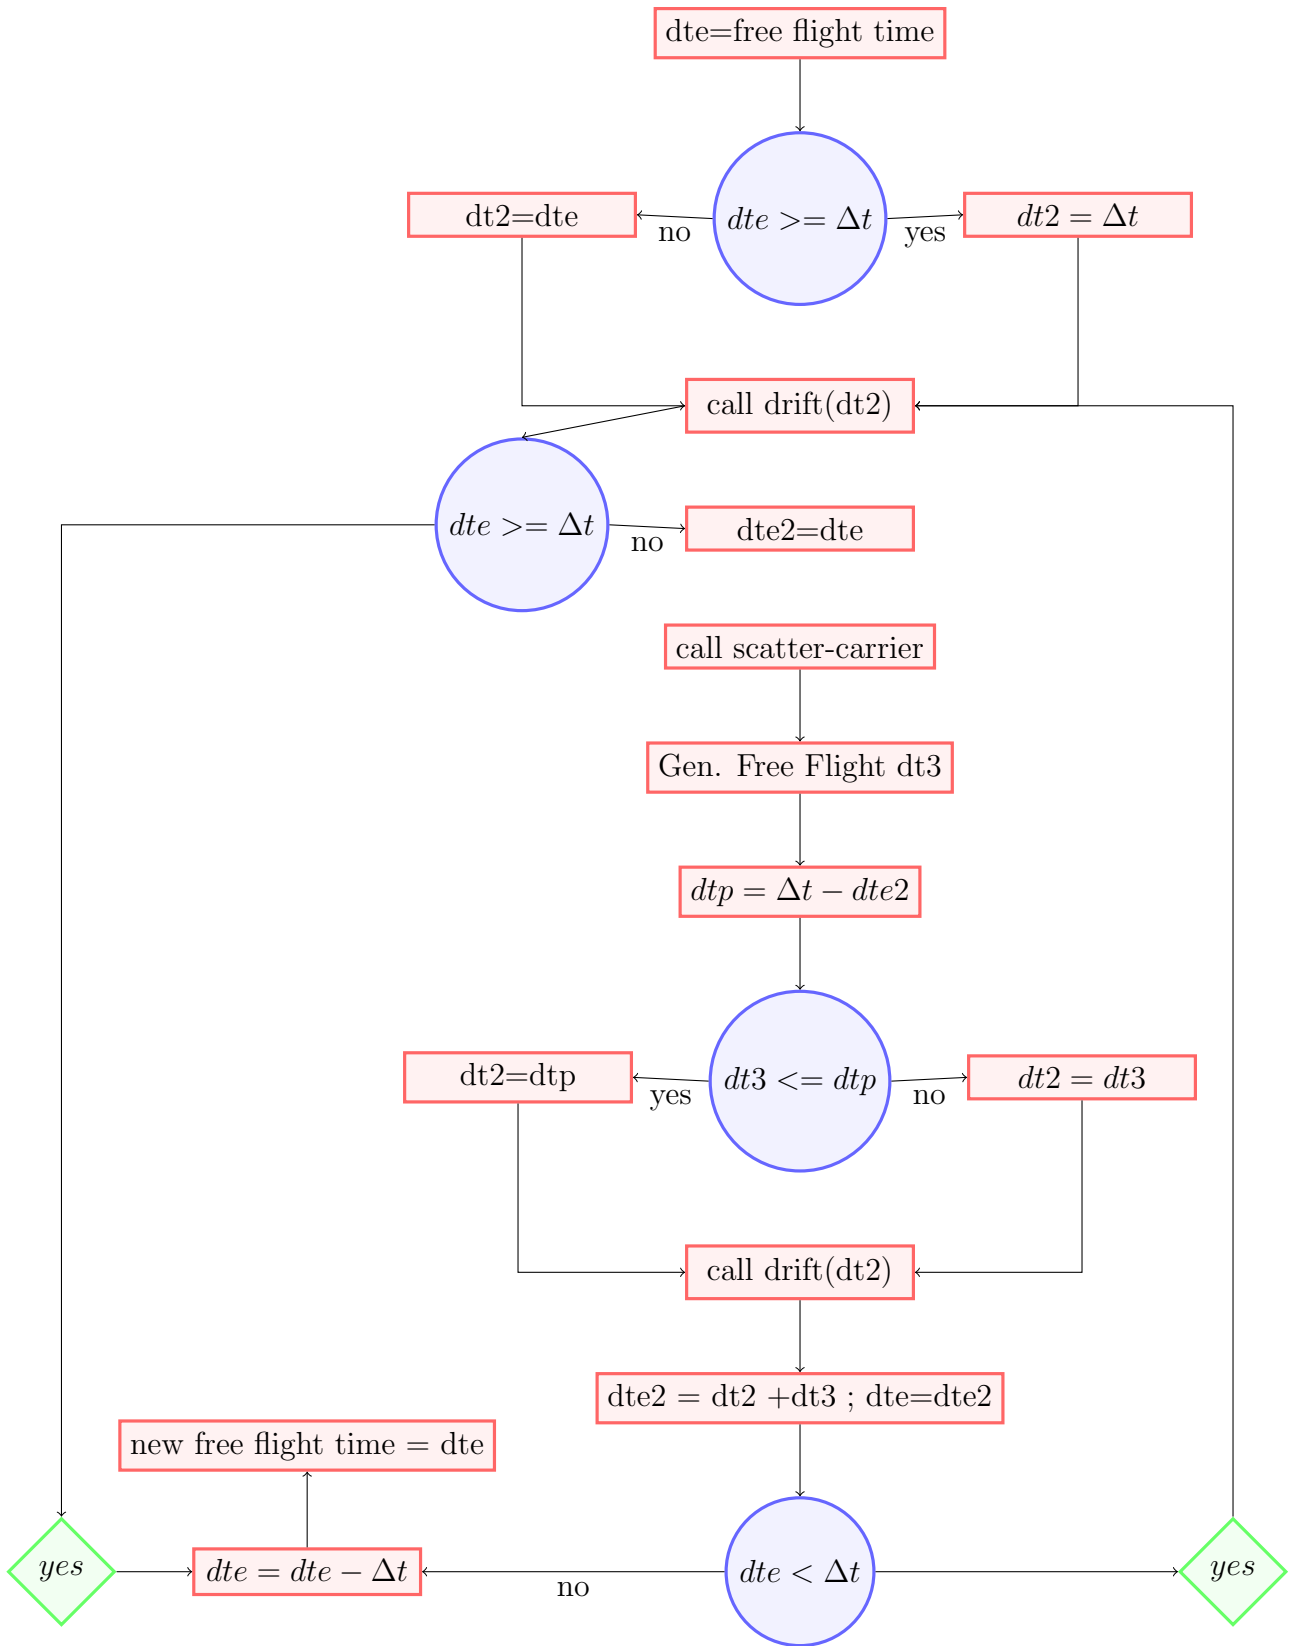 dte=free flight time
dt2=dte
no
dte >= Δt
yes
dt2 = Δt
call drift(dt2)
dte >= Δt
no
dte2=dte
call scatter-carrier
Gen. Free Flight dt3
dtp = Δt − dte2
dt2=dtp
yes
dt3 <= dtp
no
dt2 = dt3
call drift(dt2)
dte2 = dt2 +dt3 ; dte=dte2
new free flight time = dte
yes
dte = dte − Δt
no
dte < Δt
yes